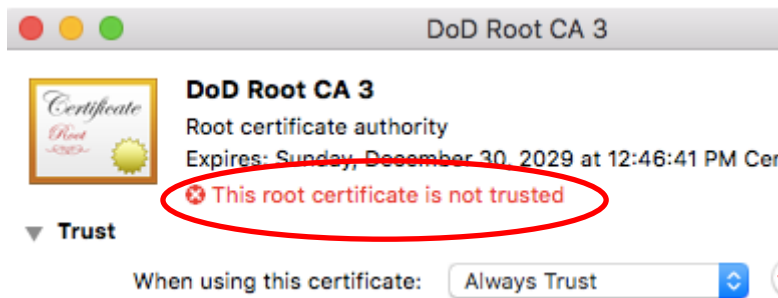 DoD Root CA 3
Certificate
Root
DoD Root CA 3
Root certificate authority
Expires: Sunday, December 30, 2029 at 12:46:41 PM Cen
This root certificate is not trusted
Trust
When using this certificate: Always Trust